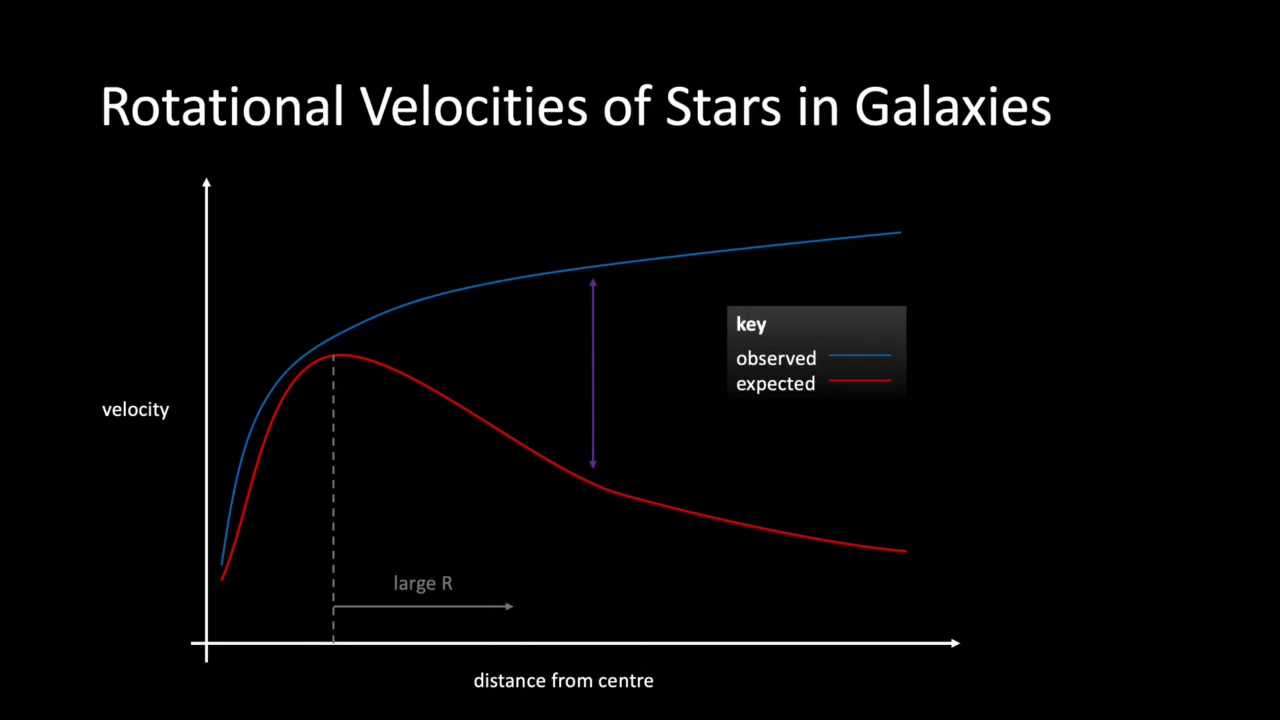 Rotational Velocities of Stars in Galaxies
key
observed
expected
velocity
large R
distance from centre